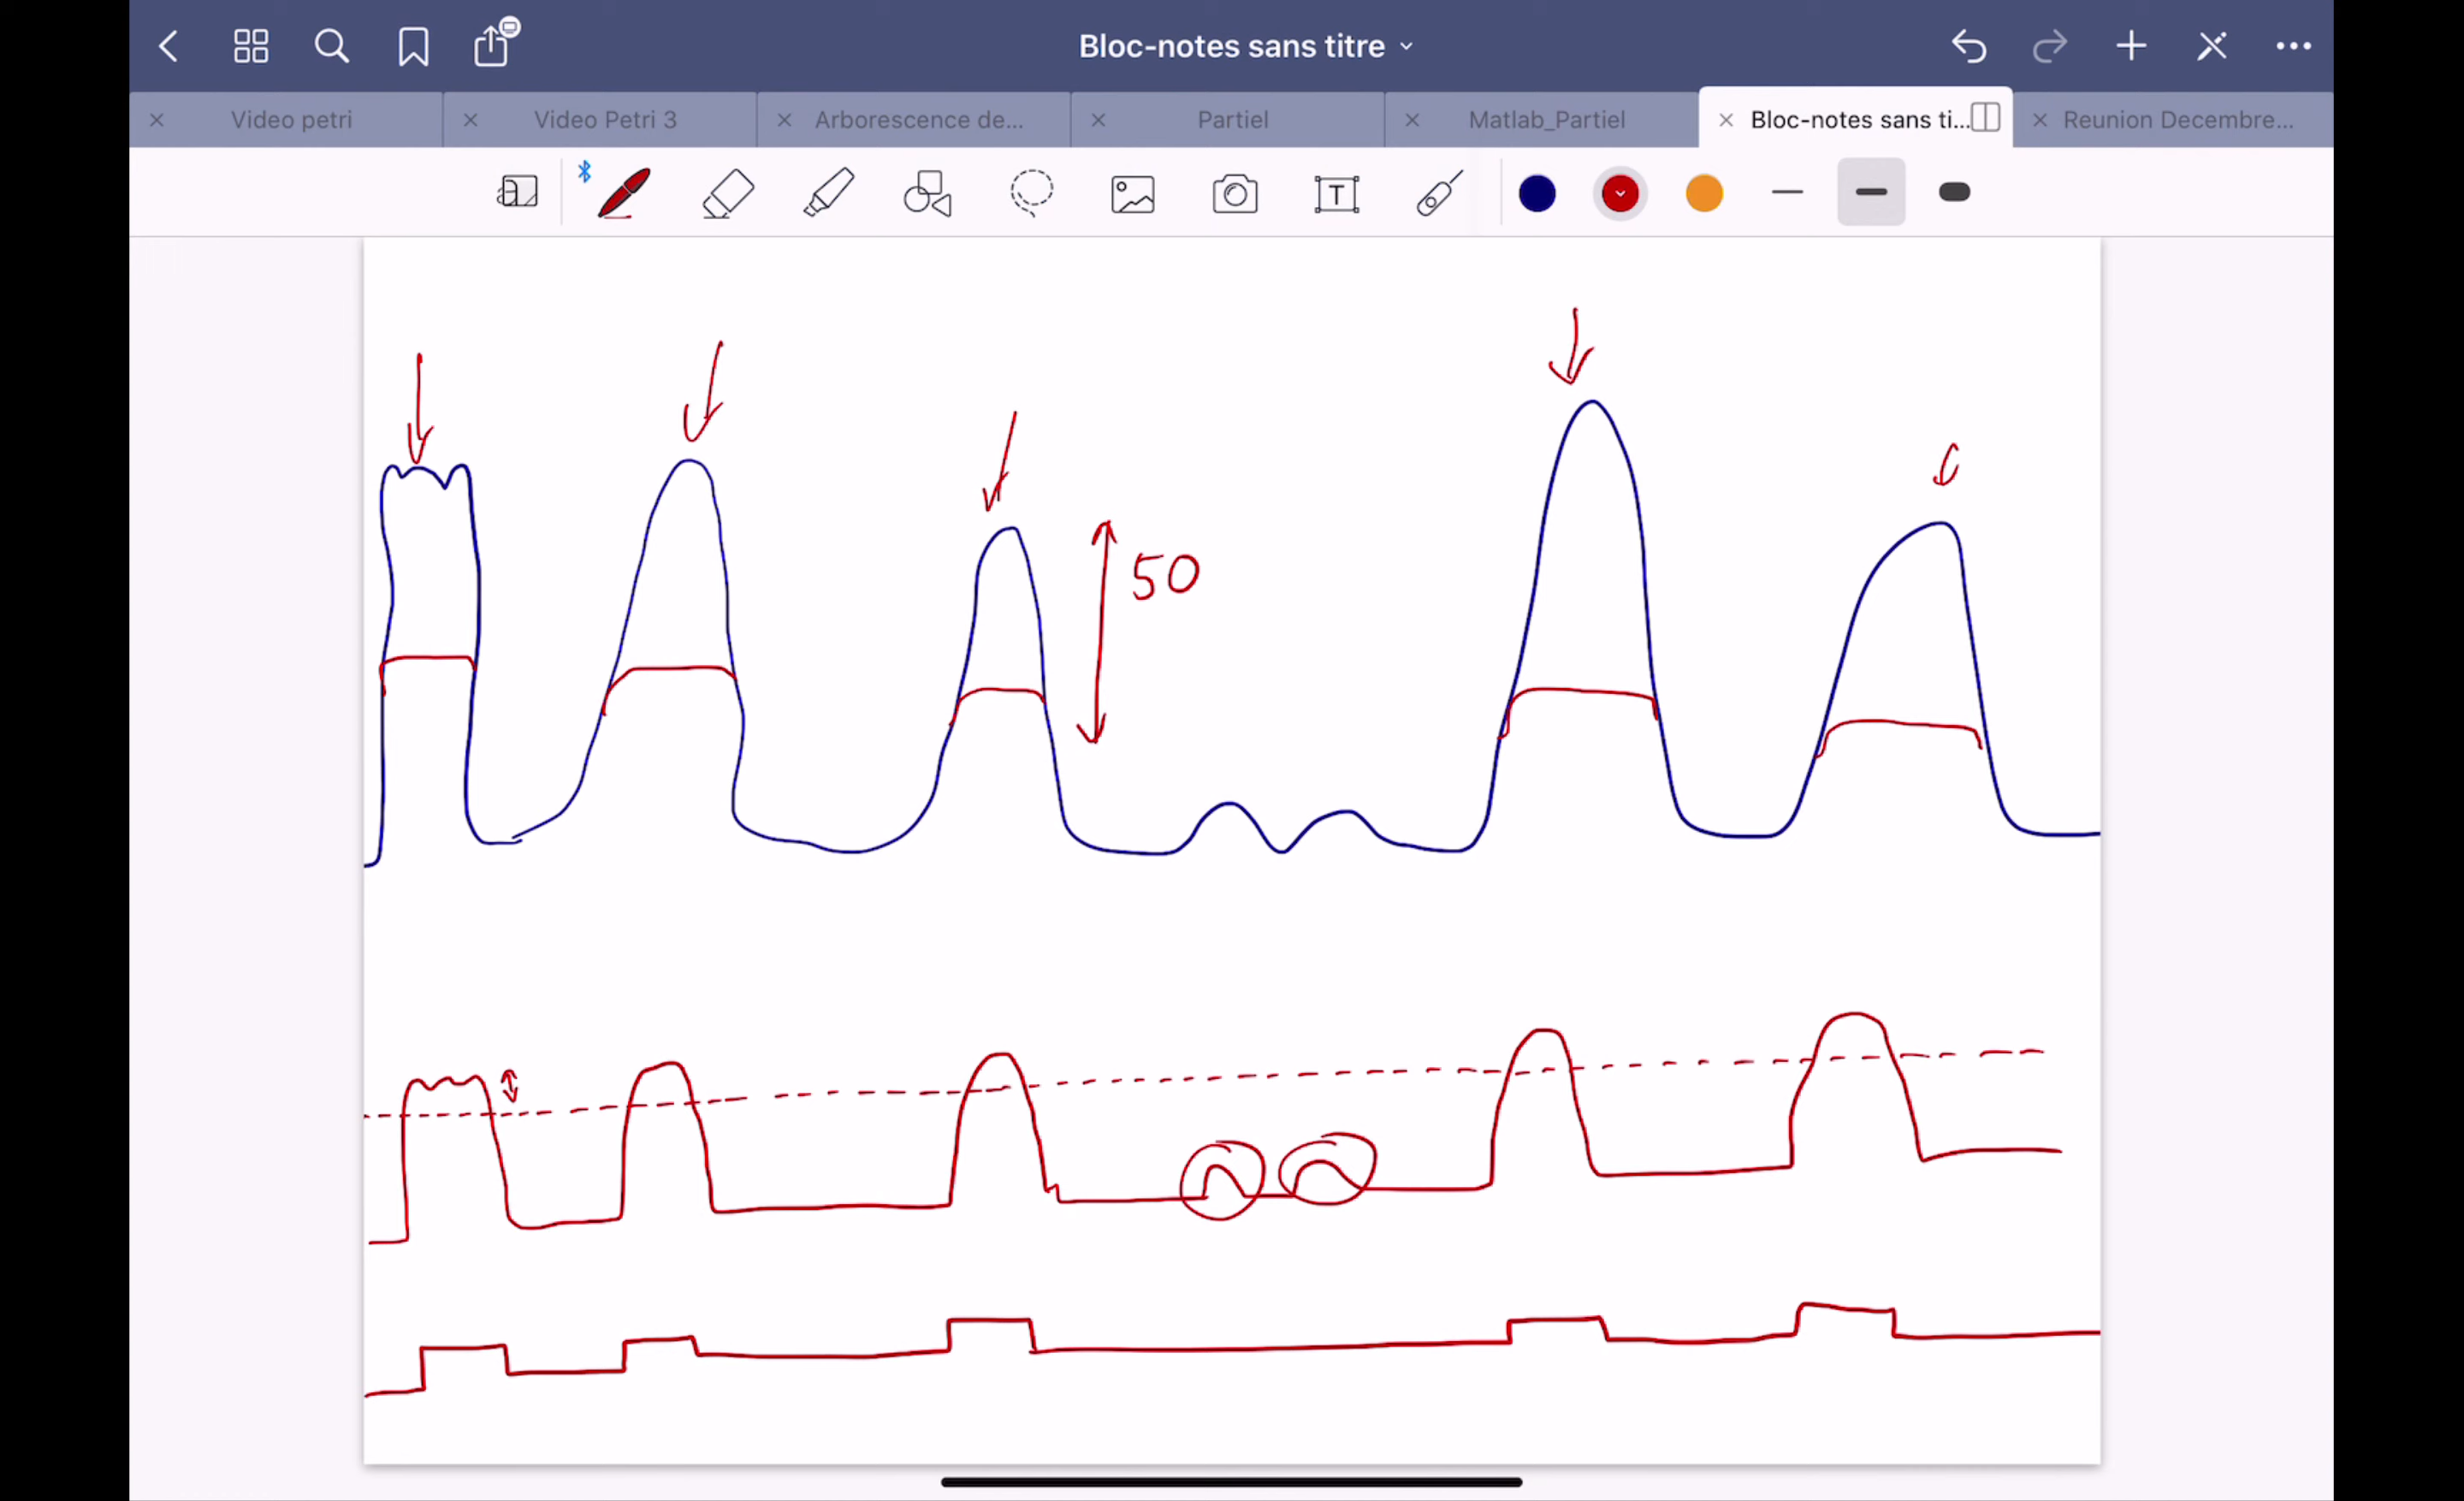 Bloc-notes sans titre
Video petri
Video Petri 3
Arborescence de...
Partiel
Matlab_Partiel
Bloc-notes sans ti...
Reunion Decembre...
a
T
50